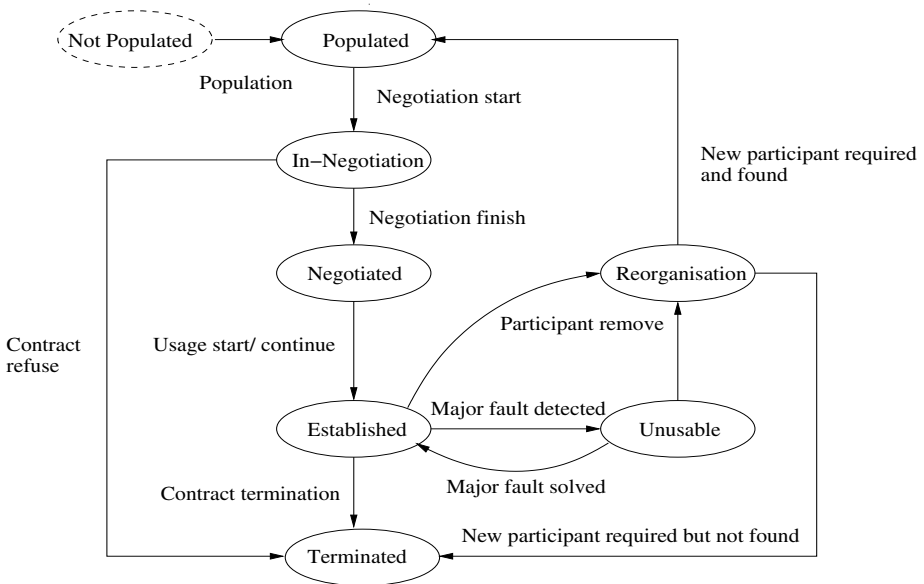 Not Populated
Populated
Population
Negotiation start
In-Negotiation
New participant required
and found
Negotiation finish
Negotiated
Reorganisation
Participant remove
Contract
refuse
Usage start/ continue
Major fault detected
Established
Unusable
Major fault solved
Contract termination
New participant required but not found
Terminated